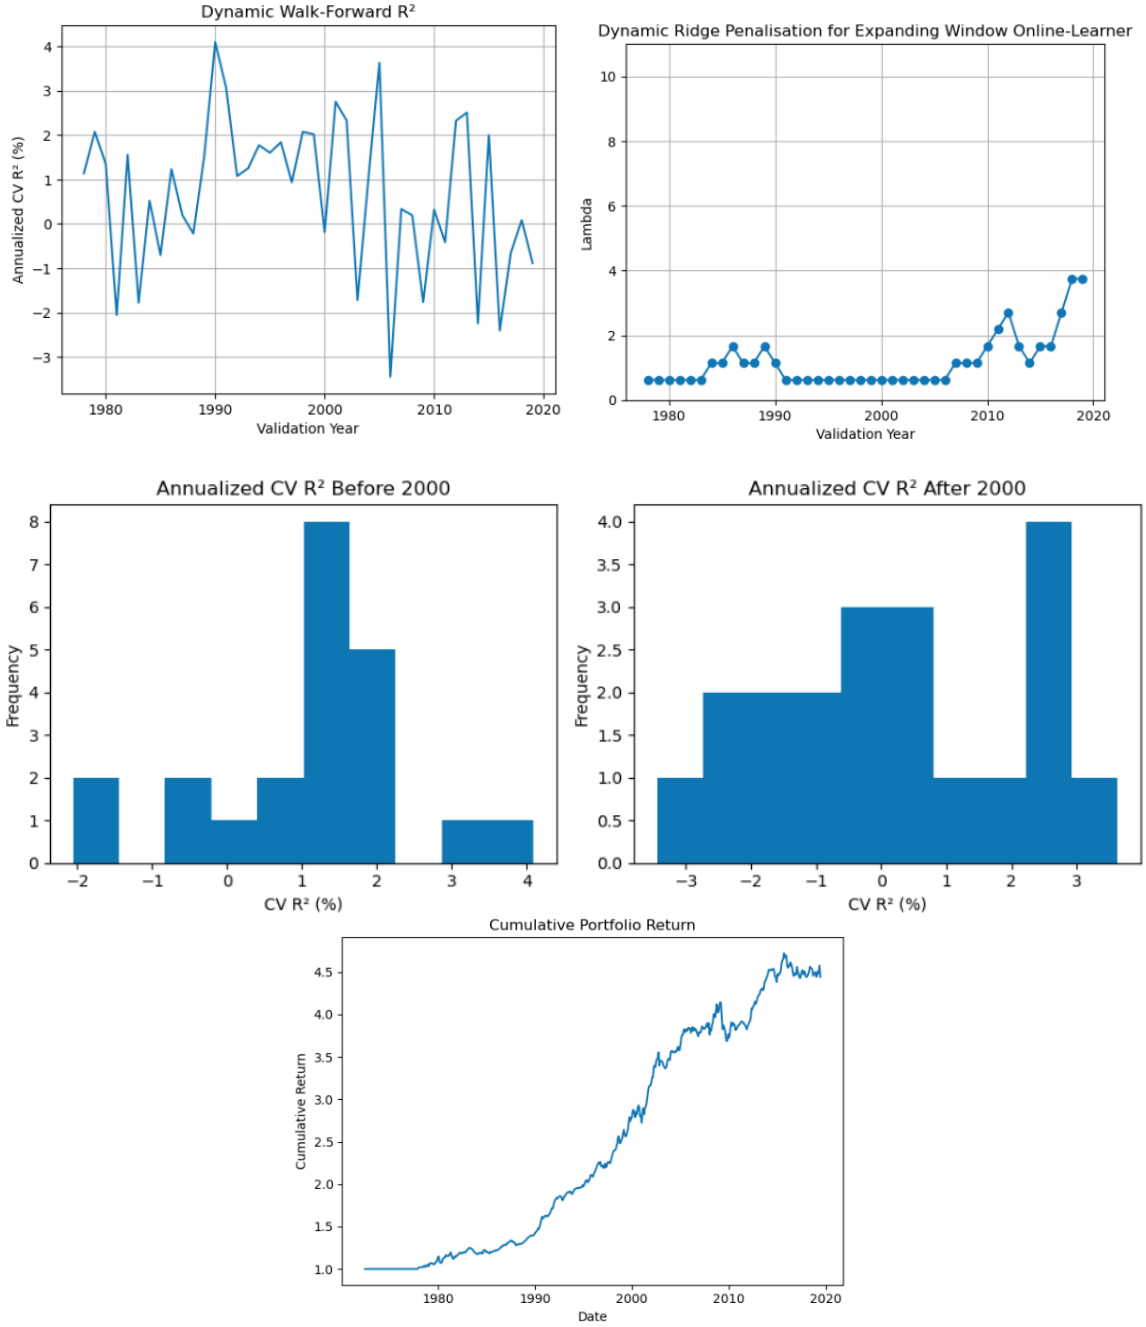 Dynamic Walk-Forward R²
Annualized CV R² (%)
4
3
2
1
0
−1
−2
−3
1980 1990 2000 2010 2020
Validation Year
Dynamic Ridge Penalisation for Expanding Window Online-Learner
Lambda
10
8
6
4
2
0
1980 1990 2000 2010 2020
Validation Year
Annualized CV R² Before 2000
Frequency
8
7
6
5
4
3
2
1
0
−2 −1 0 1 2 3 4
CV R² (%)
Annualized CV R² After 2000
Frequency
4.0
3.5
3.0
2.5
2.0
1.5
1.0
0.5
0.0
−3 −2 −1 0 1 2 3
CV R² (%)
Cumulative Portfolio Return
Cumulative Return
4.5
4.0
3.5
3.0
2.5
2.0
1.5
1.0
1980 1990 2000 2010 2020
Date